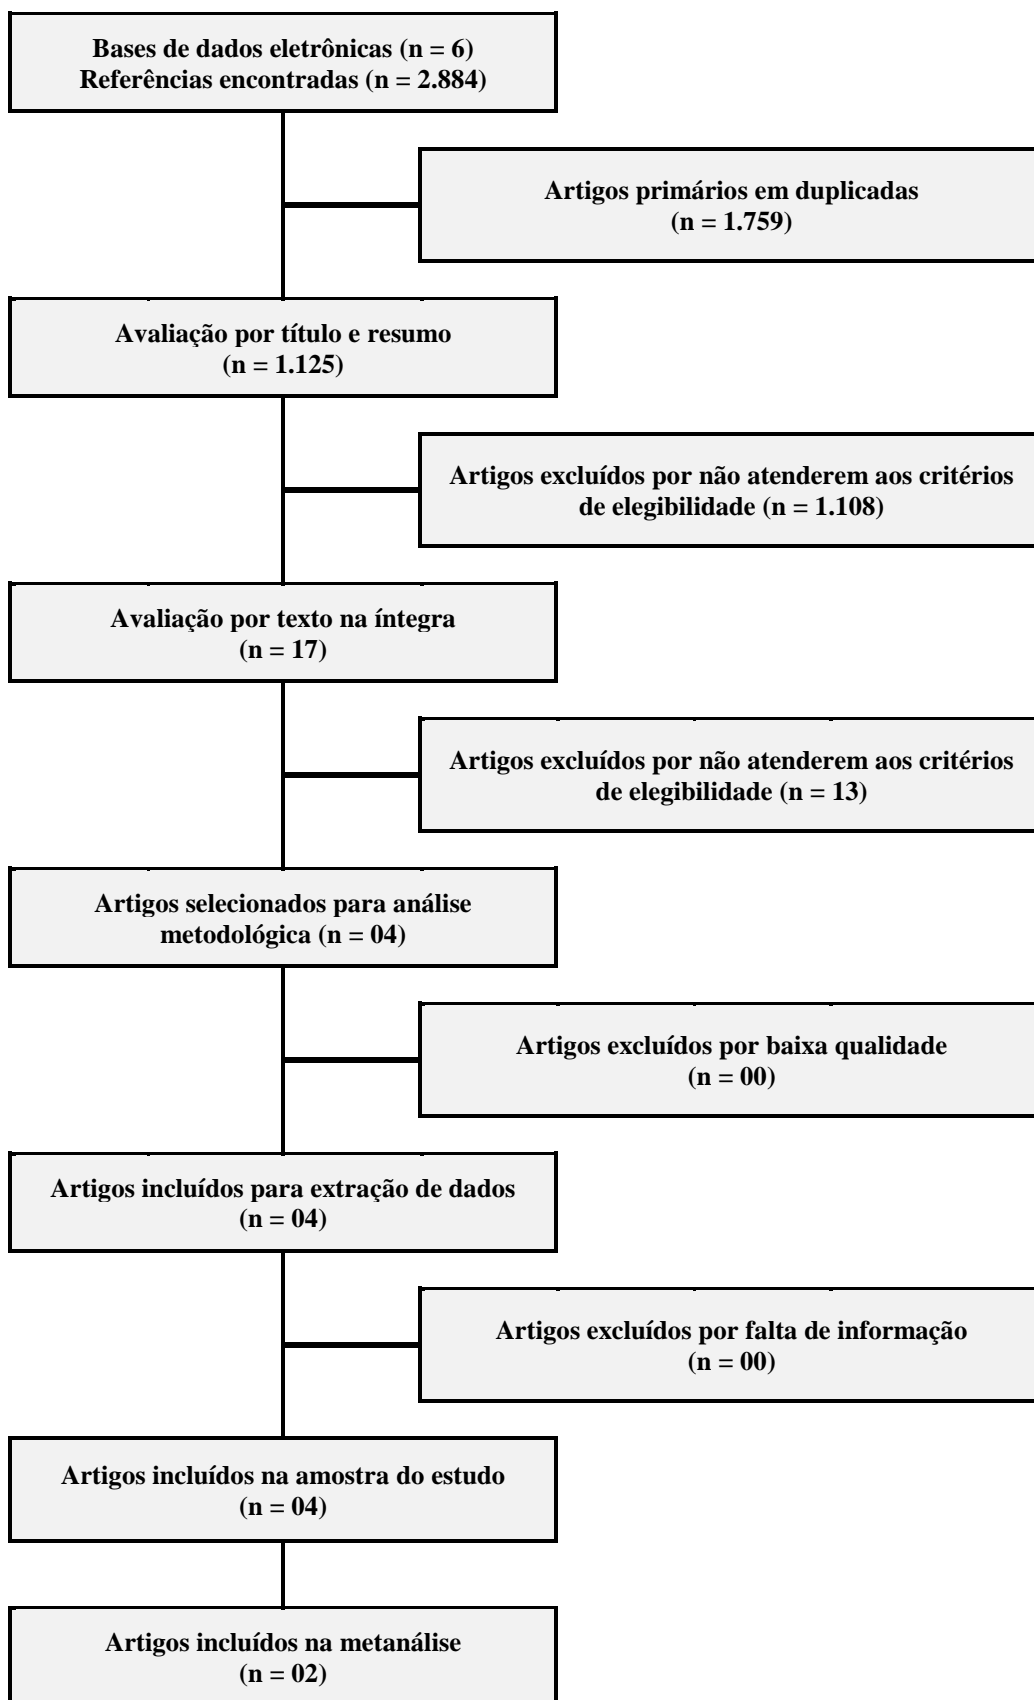 Bases de dados eletrônicas (n = 6)
Referências encontradas (n = 2.884)
Artigos primários em duplicadas
(n = 1.759)
Avaliação por título e resumo
(n = 1.125)
Artigos excluídos por não atenderem aos critérios
de elegibilidade (n = 1.108)
Avaliação por texto na íntegra
(n = 17)
Artigos excluídos por não atenderem aos critérios
de elegibilidade (n = 13)
Artigos selecionados para análise
metodológica (n = 04)
Artigos excluídos por baixa qualidade
(n = 00)
Artigos incluídos para extração de dados
(n = 04)
Artigos excluídos por falta de informação
(n = 00)
Artigos incluídos na amostra do estudo
(n = 04)
Artigos incluídos na metanálise
(n = 02)